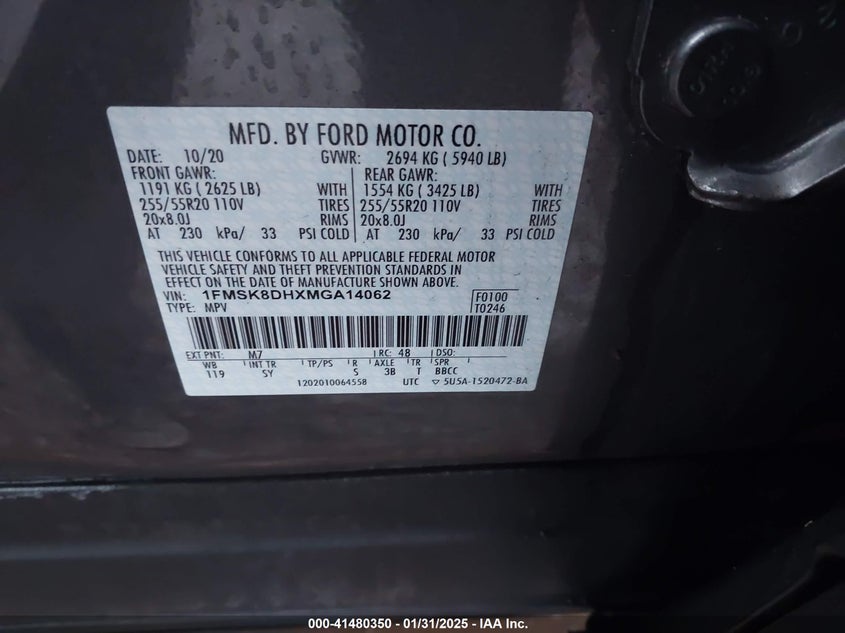 MFD. BY FORD MOTOR CO.
DATE: 10/20 GVWR: 2694 KG ( 5940 LB)
FRONT GAWR: REAR GAWR:
1191 KG ( 2625 LB) WITH 1554 KG ( 3425 LB) WITH
255/55R20 110V TIRES 255/55R20 110V TIRES
20x8.0J RIMS 20x8.0J RIMS
AT 230 kPa/ 33 PSI COLD AT 230 kPa/ 33 PSI COLD
THIS VEHICLE CONFORMS TO ALL APPLICABLE FEDERAL MOTOR
VEHICLE SAFETY AND THEFT PREVENTION STANDARDS IN
EFFECT ON THE DATE OF MANUFACTURE SHOWN ABOVE.
VIN: 1FMSK8DHXMGA14062 F0100
TYPE: MPV T0246
EXT PNT: M7 RC: 48 DSO:
WB INT TR TP/PS R AXLE TR SPR
119 SY S 3B T BBCC
1202010064558 UTC ▽ 5U5A-1520472-BA
000-41480350 - 01/31/2025 - IAA Inc.